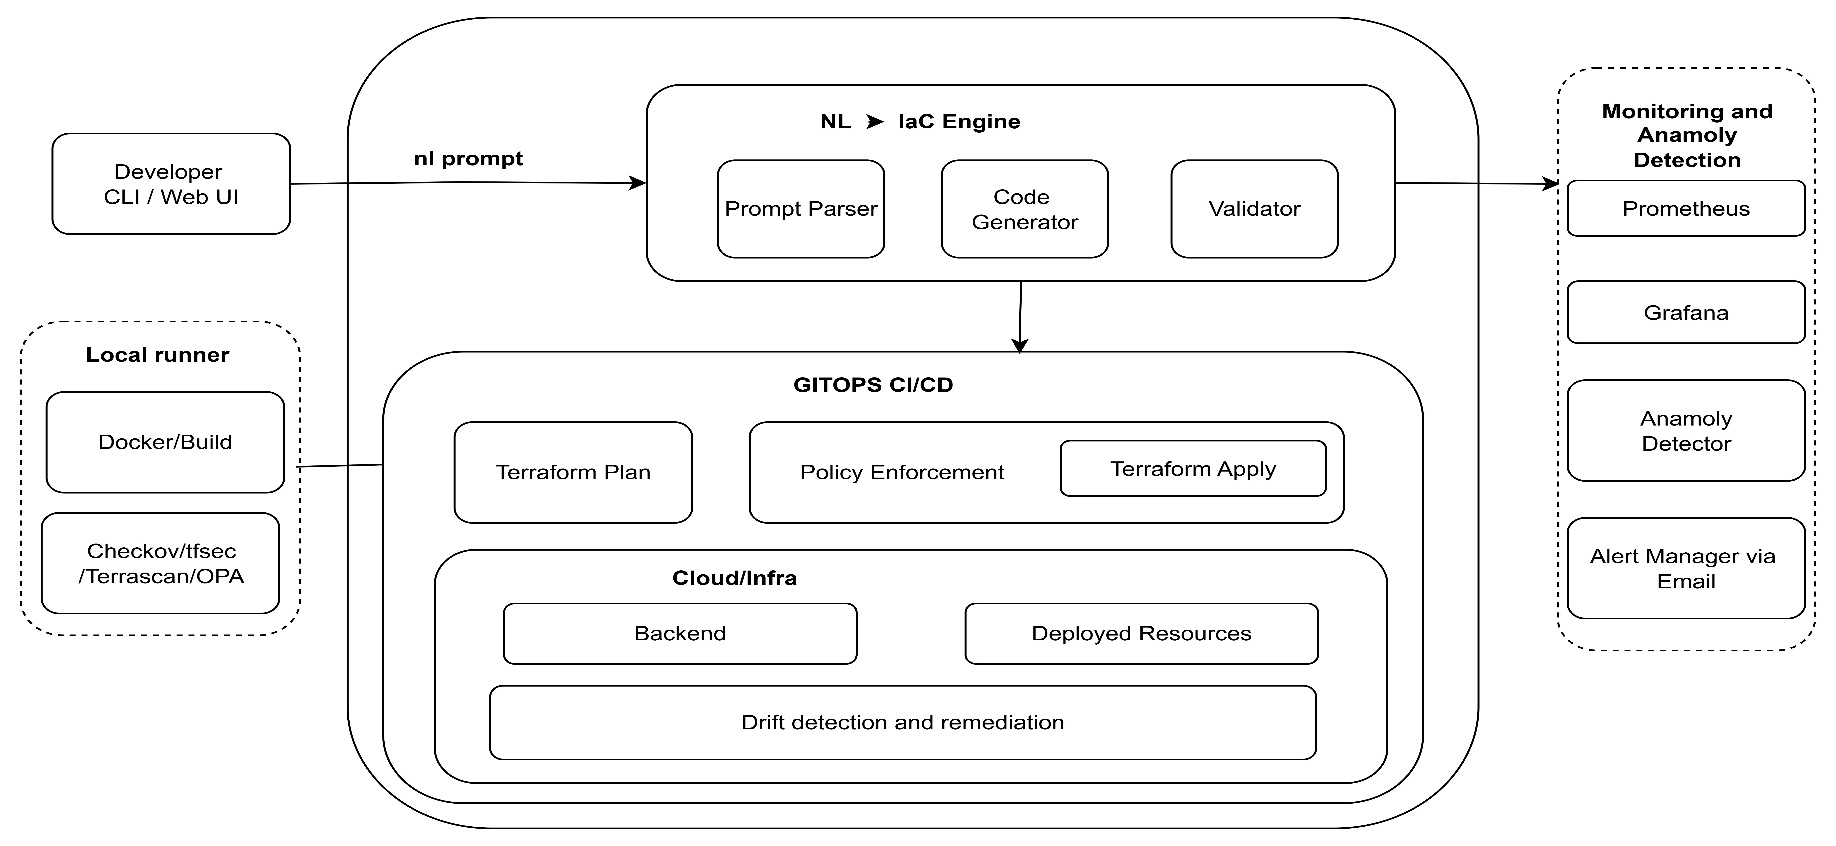 Developer
CLI / Web UI
nl prompt
NL ➤ IaC Engine
Prompt Parser
Code
Generator
Validator
Monitoring and
Anamoly
Detection
Prometheus
Grafana
Anamoly
Detector
Alert Manager via
Email
Local runner
Docker/Build
Checkov/tfsec
/Terrascan/OPA
GITOPS CI/CD
Terraform Plan
Policy Enforcement
Terraform Apply
Cloud/Infra
Backend
Deployed Resources
Drift detection and remediation